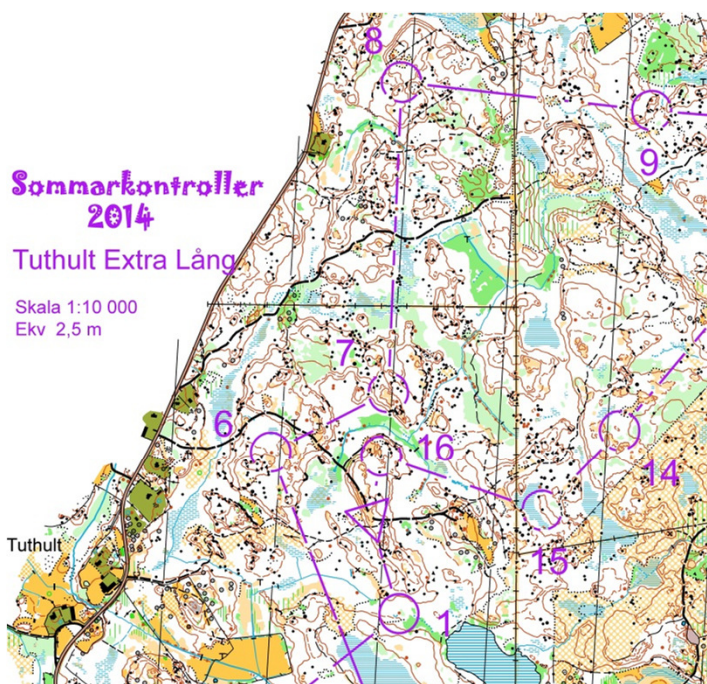 8
9
Sommarkontroller
2014
Tuthult Extra Lång
Skala 1:10 000
Ekv 2,5 m
T
7
6
16
14
15
Tuthult
1